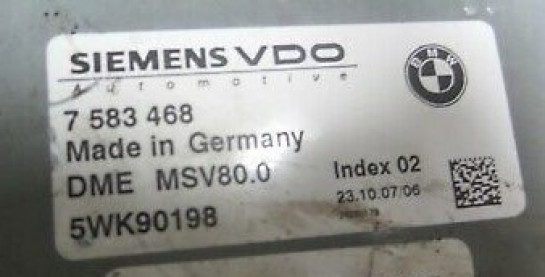 SIEMENS VDO
Automotive
BMW
7 583 468
Made in Germany
DME MSV80.0
Index 02
23.10.07/06
5WK90198